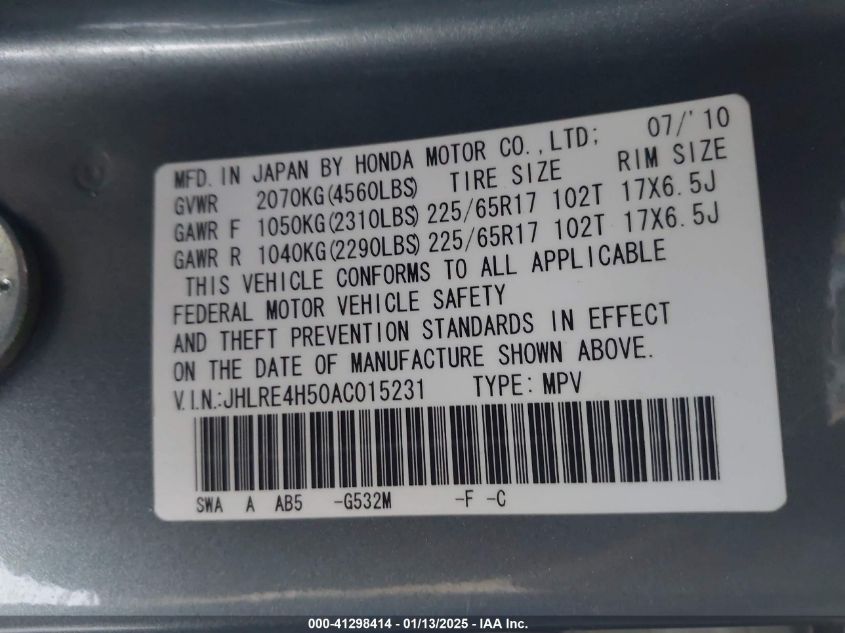 MFD. IN JAPAN BY HONDA MOTOR CO.,LTD; 07/'10
GVWR 2070KG(4560LBS) TIRE SIZE RIM SIZE
GAWR F 1050KG(2310LBS) 225/65R17 102T 17X6.5J
GAWR R 1040KG(2290LBS) 225/65R17 102T 17X6.5J
THIS VEHICLE CONFORMS TO ALL APPLICABLE
FEDERAL MOTOR VEHICLE SAFETY
AND THEFT PREVENTION STANDARDS IN EFFECT
ON THE DATE OF MANUFACTURE SHOWN ABOVE.
V.I.N.:JHLRE4H50AC015231 TYPE: MPV
SWA A AB5 -G532M -F -C
000-41298414 - 01/13/2025 - IAA Inc.